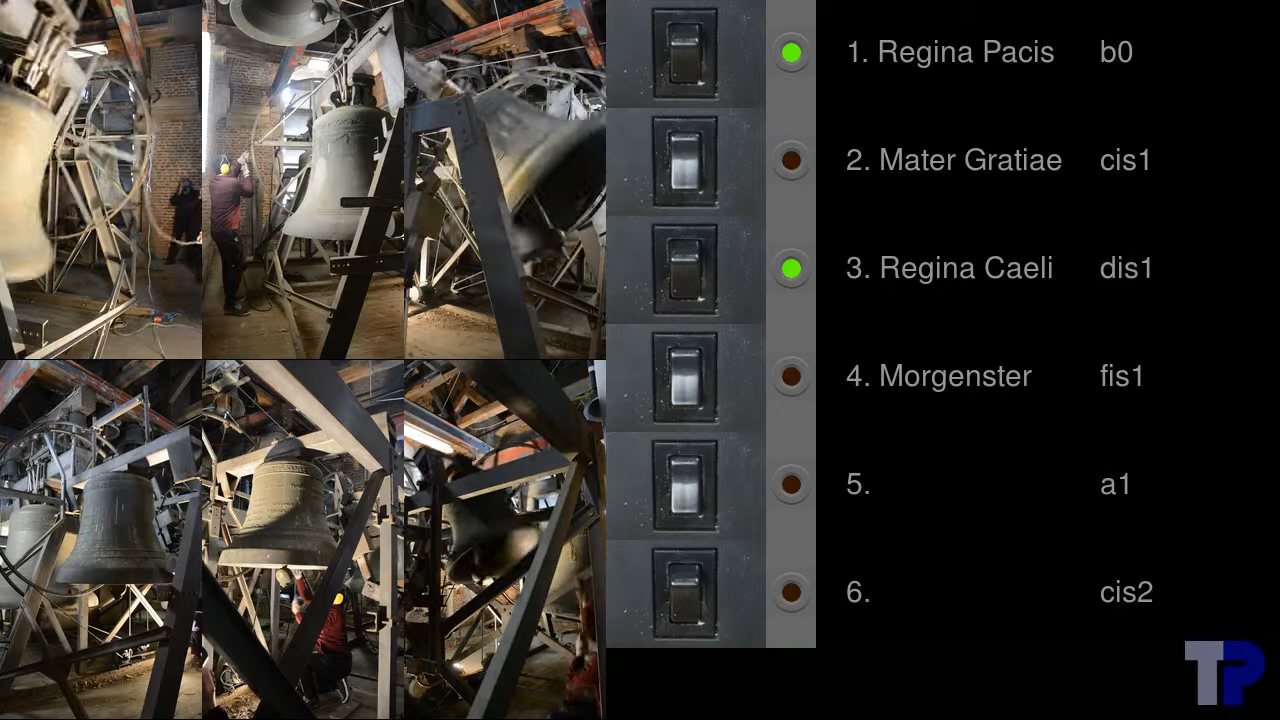 1. Regina Pacis b0
2. Mater Gratiae cis1
3. Regina Caeli dis1
4. Morgenster fis1
5. a1
6. cis2
TP